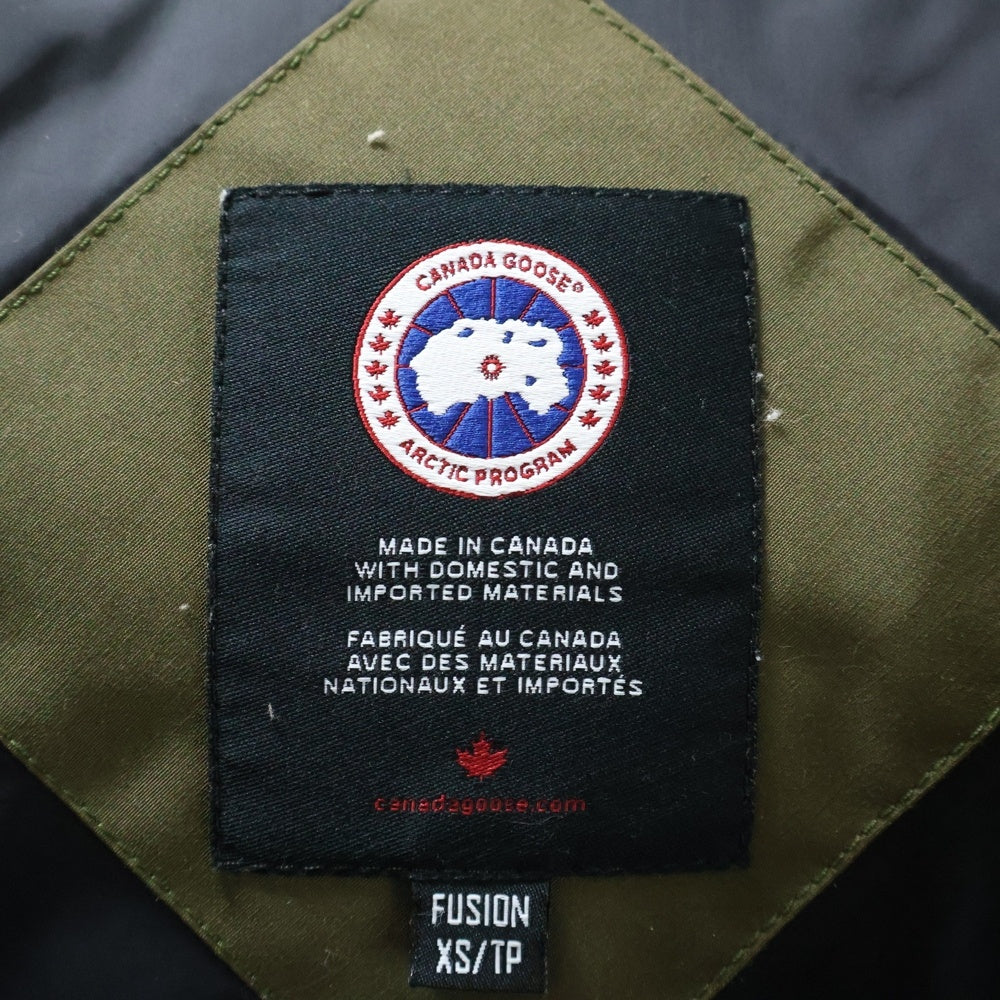 CANADA GOOSE®
ARCTIC PROGRAM
MADE IN CANADA
WITH DOMESTIC AND
IMPORTED MATERIALS
FABRIQUÉ AU CANADA
AVEC DES MATERIAUX
NATIONAUX ET IMPORTÉS
canadagoose.com
FUSION
XS/TP